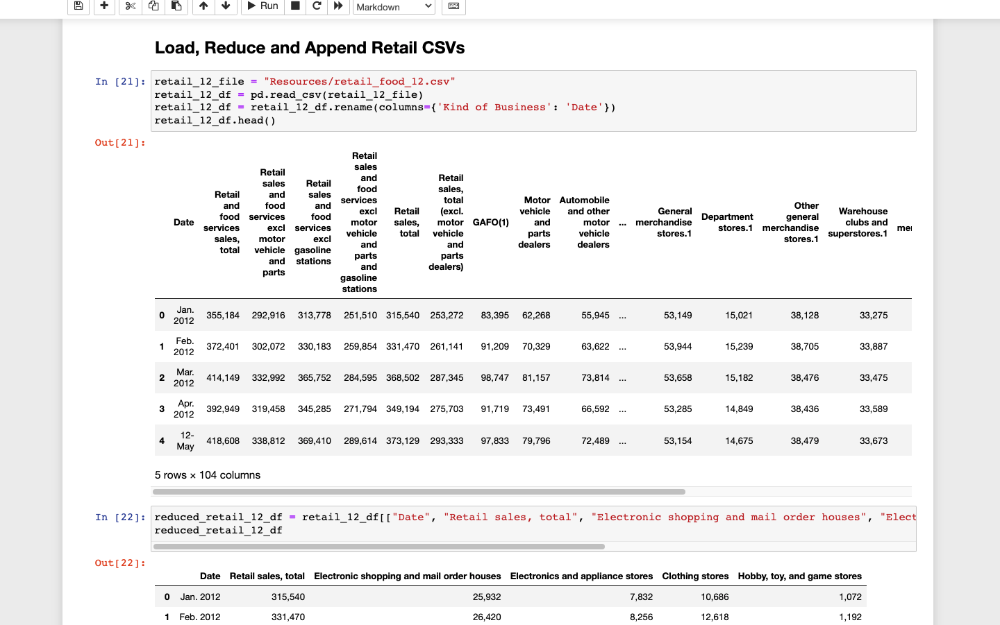 Run
Markdown
Load, Reduce and Append Retail CSVs
In [21]:
retail_12_file = "Resources/retail_food_12.csv"
retail_12_df = pd.read_csv(retail_12_file)
retail_12_df = retail_12_df.rename(columns={'Kind of Business': 'Date'})
retail_12_df.head()
Out[21]:
Date
Retail
and
food
services
sales,
total
Retail
sales
and
food
services
excl
motor
vehicle
and
parts
Retail
sales
and
food
services
excl
gasoline
stations
Retail
sales
and
food
services
excl
motor
vehicle
and
parts
and
gasoline
stations
Retail
sales,
total
Retail
sales,
total
(excl.
motor
vehicle
and
parts
dealers)
GAFO(1)
Motor
vehicle
and
parts
dealers
Automobile
and other
motor
vehicle
dealers
...
General
merchandise
stores.1
Department
stores.1
Other
general
merchandise
stores.1
Warehouse
clubs and
superstores.1
0 Jan. 2012 355,184 292,916 313,778 251,510 315,540 253,272 83,395 62,268 55,945 ... 53,149 15,021 38,128 33,275
1 Feb. 2012 372,401 302,072 330,183 259,854 331,470 261,141 91,209 70,329 63,622 ... 53,944 15,239 38,705 33,887
2 Mar. 2012 414,149 332,992 365,752 284,595 368,502 287,345 98,747 81,157 73,814 ... 53,658 15,182 38,476 33,475
3 Apr. 2012 392,949 319,458 345,285 271,794 349,194 275,703 91,719 73,491 66,592 ... 53,285 14,849 38,436 33,589
4 12-May 418,608 338,812 369,410 289,614 373,129 293,333 97,833 79,796 72,489 ... 53,154 14,675 38,479 33,673
5 rows × 104 columns
In [22]:
reduced_retail_12_df = retail_12_df[["Date", "Retail sales, total", "Electronic shopping and mail order houses", "Elect
reduced_retail_12_df
Out[22]:
Date Retail sales, total Electronic shopping and mail order houses Electronics and appliance stores Clothing stores Hobby, toy, and game stores
0 Jan. 2012 315,540 25,932 7,832 10,686 1,072
1 Feb. 2012 331,470 26,420 8,256 12,618 1,192